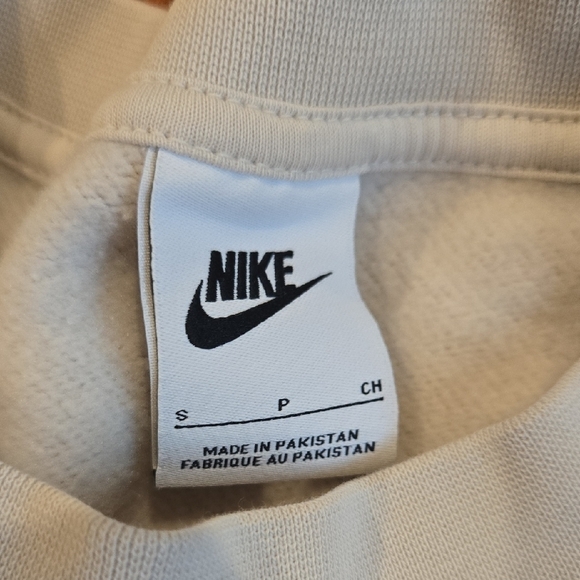 NIKE
S P CH
MADE IN PAKISTAN
FABRIQUE AU PAKISTAN